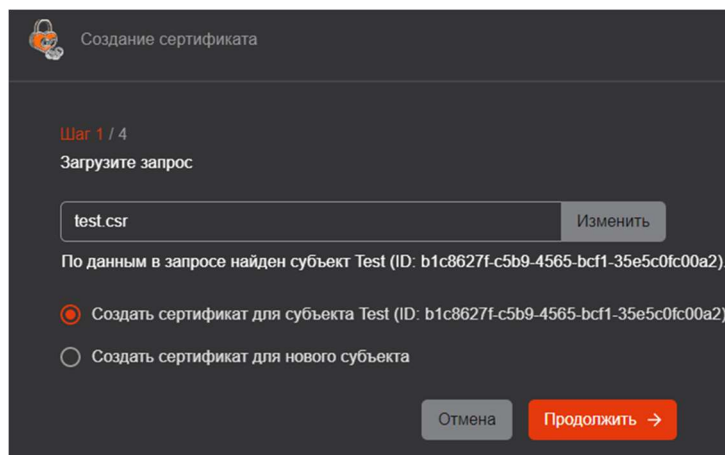 Создание сертификата
Шаг 1 / 4
Загрузите запрос
test.csr
Изменить
По данным в запросе найден субъект Test (ID: b1c8627f-c5b9-4565-bcf1-35e5c0fc00a2).
Создать сертификат для субъекта Test (ID: b1c8627f-c5b9-4565-bcf1-35e5c0fc00a2)
Создать сертификат для нового субъекта
Отмена
Продолжить →